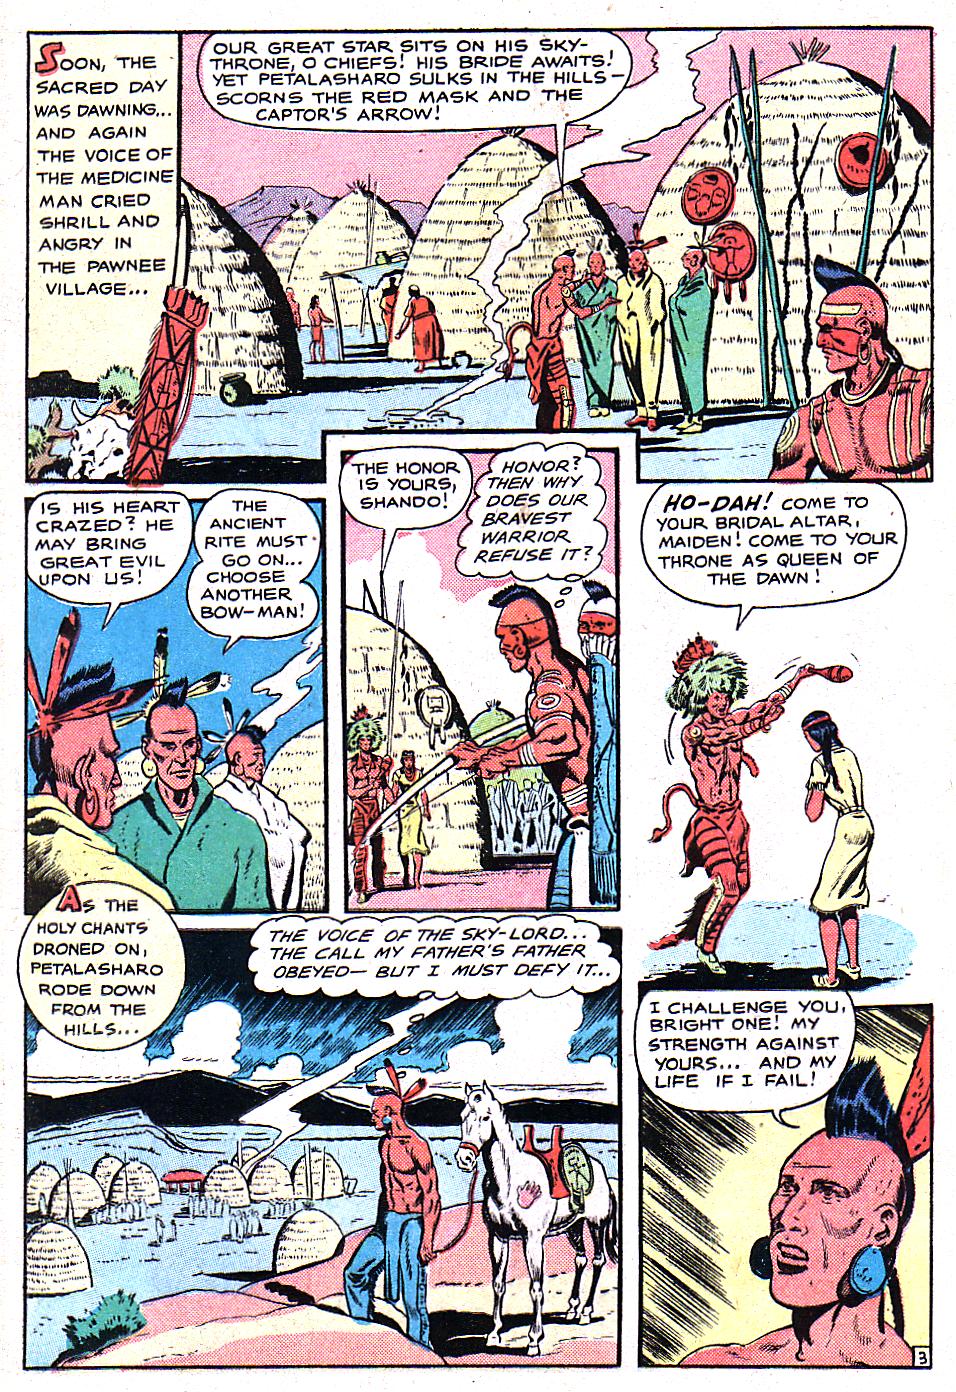 SOON, THE
SACRED DAY
WAS DAWNING...
AND AGAIN
THE VOICE OF
THE MEDICINE
MAN CRIED
SHRILL AND
ANGRY IN
THE PAWNEE
VILLAGE...
OUR GREAT STAR SITS ON HIS SKY-
THRONE, O CHIEFS! HIS BRIDE AWAITS!
YET PETALASHARO SULKS IN THE HILLS—
SCORNS THE RED MASK AND THE
CAPTOR'S ARROW!
IS HIS HEART
CRAZED? HE
MAY BRING
GREAT EVIL
UPON US!
THE
ANCIENT
RITE MUST
GO ON...
CHOOSE
ANOTHER
BOW-MAN!
THE HONOR
IS YOURS,
SHANDO!
HONOR?
THEN WHY
DOES OUR
BRAVEST
WARRIOR
REFUSE IT?
HO-DAH! COME TO
YOUR BRIDAL ALTAR,
MAIDEN! COME TO YOUR
THRONE AS QUEEN OF
THE DAWN!
AS THE
HOLY CHANTS
DRONED ON,
PETALASHARO
RODE DOWN
FROM THE
HILLS...
THE VOICE OF THE SKY-LORD...
THE CALL MY FATHER'S FATHER
OBEYED— BUT I MUST DEFY IT...
I CHALLENGE YOU,
BRIGHT ONE! MY
STRENGTH AGAINST
YOURS... AND MY
LIFE IF I FAIL!
3